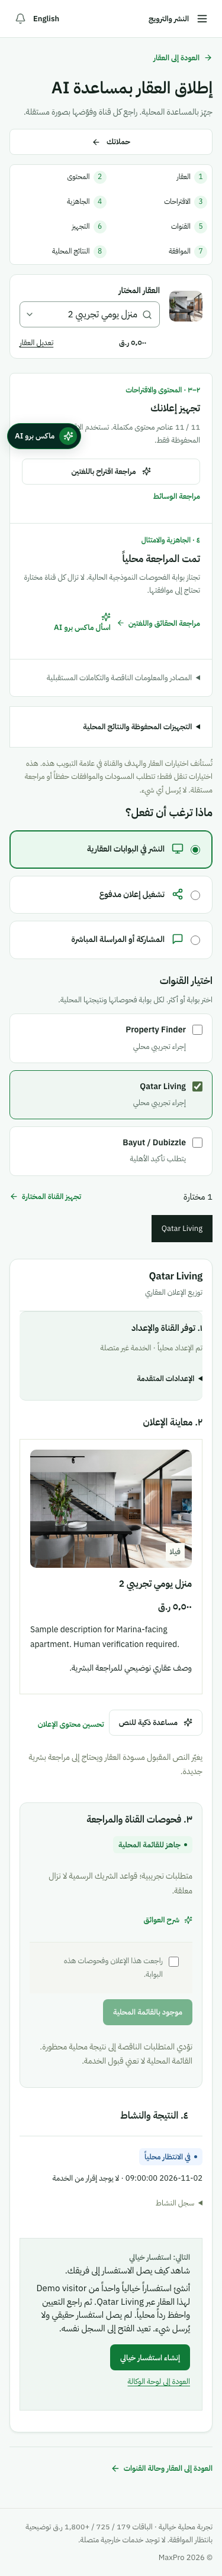 النشر والترويج
English
العودة إلى العقار
إطلاق العقار بمساعدة AI
جهّز بالمساعدة المحلية. راجع كل قناة وفوّضها بصورة مستقلة.
حملاتك
1 العقار
2 المحتوى
3 الاقتراحات
4 الجاهزية
5 القنوات
6 التجهيز
7 الموافقة
8 النتائج المحلية
العقار المختار
منزل يومي تجريبي 2
٥٬٥٠٠ ر.ق
تعديل العقار
٢–٣ · المحتوى والاقتراحات
تجهيز إعلانك
11 / 11 عناصر محتوى مكتملة. تستخدم
المحفوظة فقط.
ماكس برو AI
مراجعة اقتراح باللغتين
مراجعة الوسائط
٤ · الجاهزية والامتثال
تمت المراجعة محلياً
تجتاز بوابة الفحوصات النموذجية الحالية. لا تزال كل قناة مختارة
تحتاج إلى موافقتها.
مراجعة الحقائق واللغتين
اسأل ماكس برو AI
المصادر والمعلومات الناقصة والتكاملات المستقبلية
التجهيزات المحفوظة والنتائج المحلية
تُستأنف اختيارات العقار والهدف والقناة في علامة التبويب هذه. هذه
اختيارات تنقل فقط؛ تتطلب المسودات والموافقات حفظاً أو مراجعة
مستقلة. لا يُرسل أي شيء.
ماذا ترغب أن تفعل؟
النشر في البوابات العقارية
تشغيل إعلان مدفوع
المشاركة أو المراسلة المباشرة
اختيار القنوات
اختر بوابة أو أكثر. لكل بوابة فحوصاتها ونتيجتها المحلية.
Property Finder
إجراء تجريبي محلي
Qatar Living
إجراء تجريبي محلي
Bayut / Dubizzle
يتطلب تأكيد الأهلية
1 مختارة
تجهيز القناة المختارة
Qatar Living
Qatar Living
توزيع الإعلان العقاري
١. توفر القناة والإعداد
تم الإعداد محلياً · الخدمة غير متصلة
الإعدادات المتقدمة
٢. معاينة الإعلان
فيلا
منزل يومي تجريبي 2
٥٬٥٠٠ ر.ق
Sample description for Marina-facing
apartment. Human verification required.
وصف عقاري توضيحي للمراجعة البشرية.
مساعدة ذكية للنص
تحسين محتوى الإعلان
يغيّر النص المقبول مسودة العقار ويحتاج إلى مراجعة بشرية
جديدة.
٣. فحوصات القناة والمراجعة
جاهز للقائمة المحلية
متطلبات تجريبية؛ قواعد الشريك الرسمية لا تزال
معلقة.
شرح العوائق
راجعت هذا الإعلان وفحوصات هذه
البوابة.
موجود بالقائمة المحلية
تؤدي المتطلبات الناقصة إلى نتيجة محلية محظورة.
القائمة المحلية لا تعني قبول الخدمة.
٤. النتيجة والنشاط
في الانتظار محلياً
2026-11-02 09:00:00 · لا يوجد إقرار من الخدمة
سجل النشاط
التالي: استفسار خيالي
شاهد كيف يصل الاستفسار إلى فريقك.
أنشئ استفساراً خيالياً واحداً من Demo visitor
لهذا العقار عبر Qatar Living. ثم راجع التعيين
واحفظ رداً محلياً. لم يصل استفسار حقيقي ولا
يُرسل شيء. تعيد الفتح إلى السجل نفسه.
إنشاء استفسار خيالي
العودة إلى لوحة الوكالة
العودة إلى العقار وحالة القنوات
تجربة محلية خيالية · الباقات 179 / 725 / +1,800 ر.ق توضيحية
بانتظار الموافقة. لا توجد خدمات خارجية متصلة.
© 2026 MaxPro